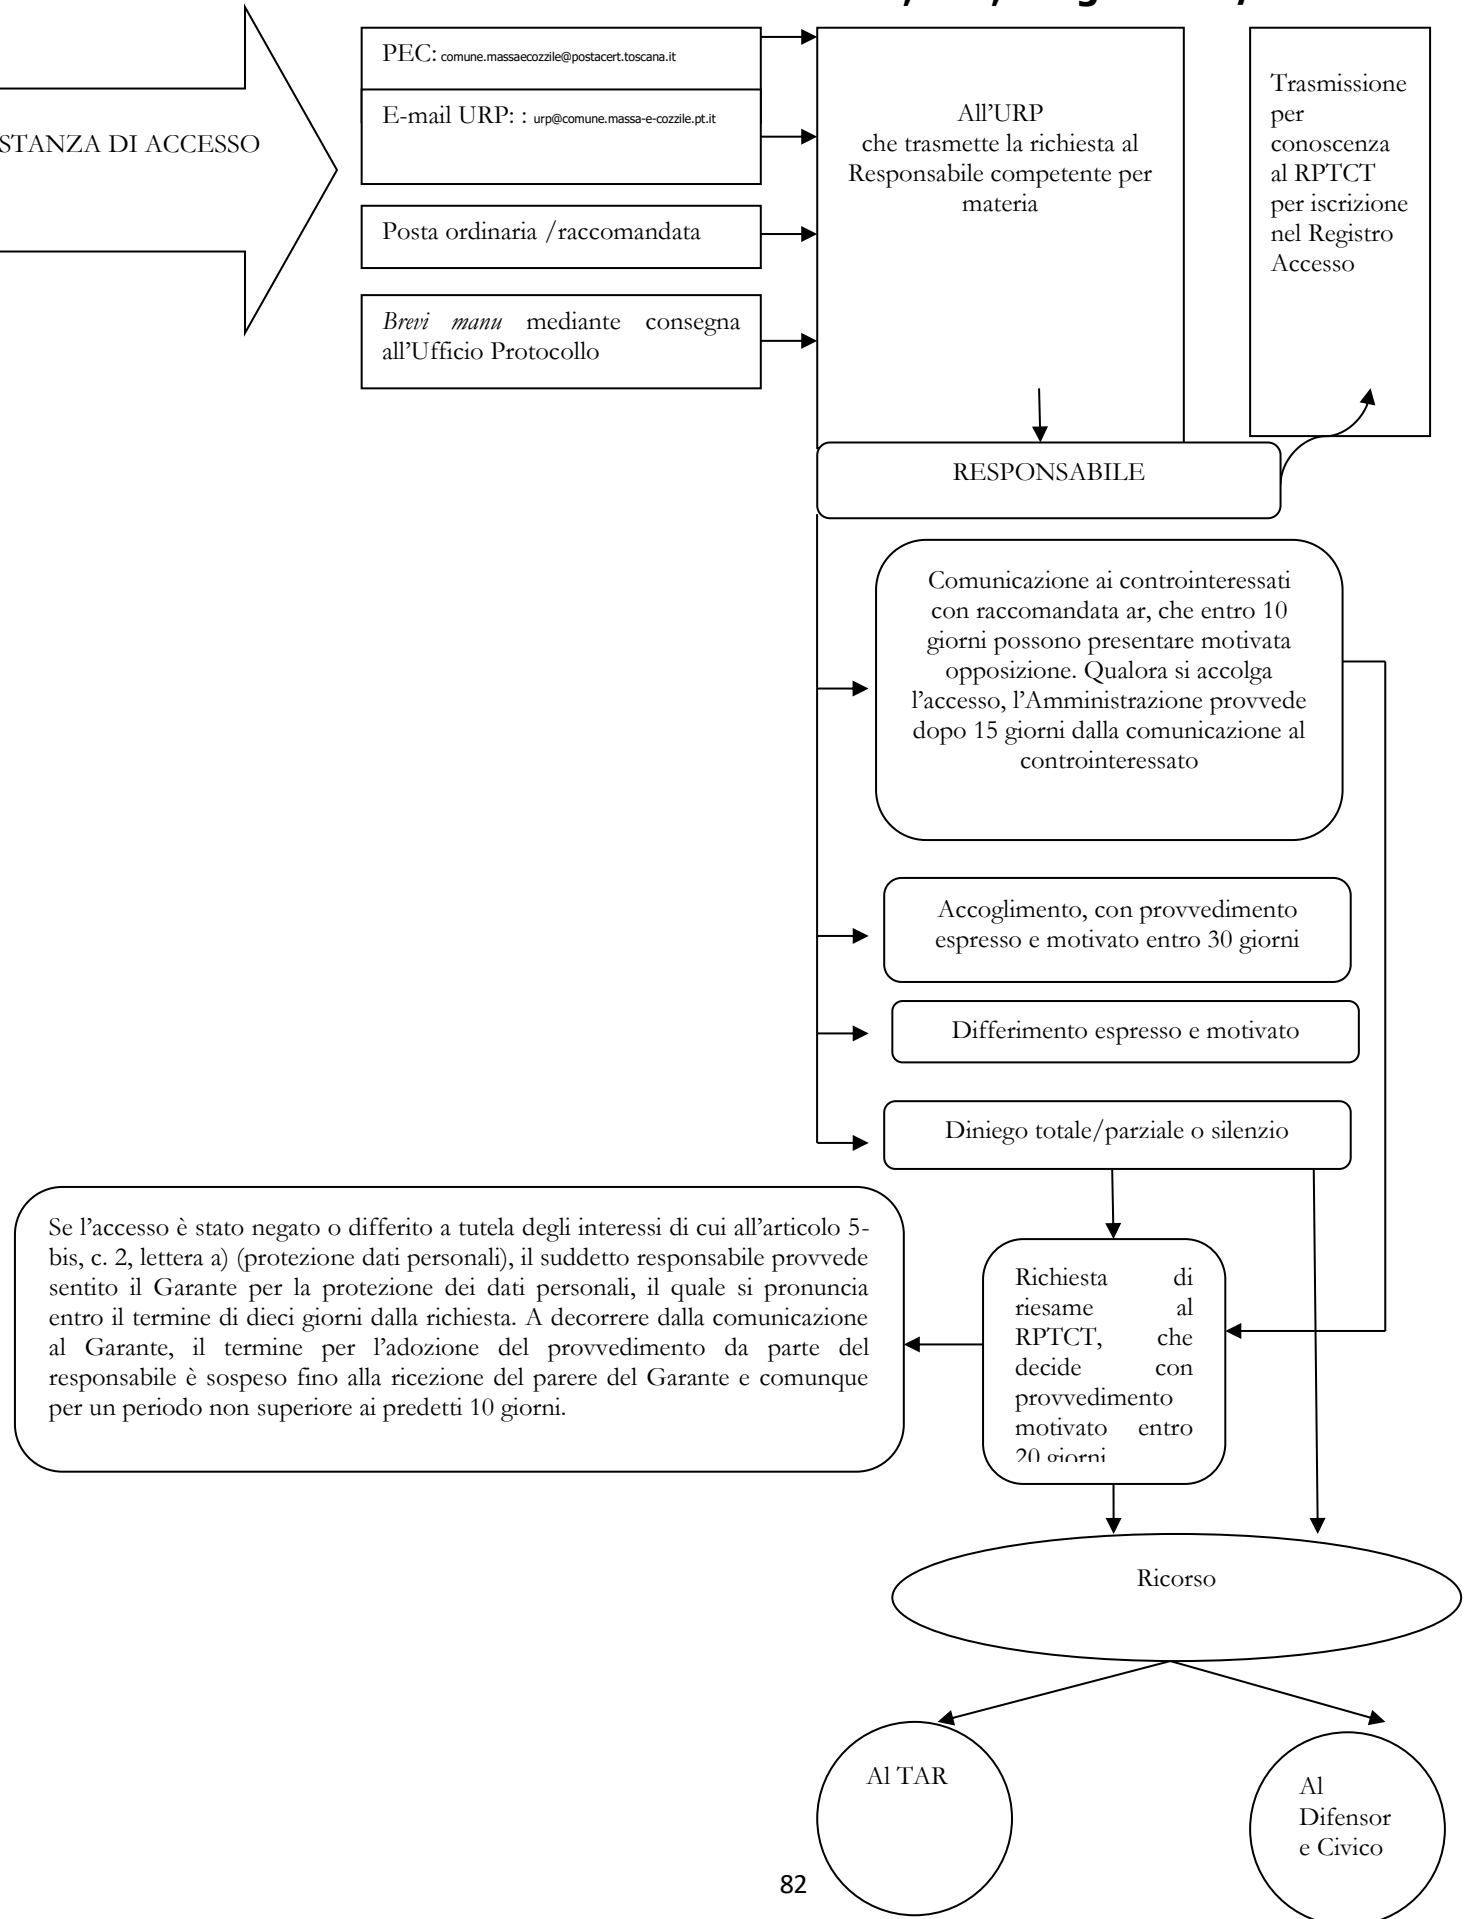 PEC: comune.massaecozzile@postacert.toscana.it
E-mail URP: : urp@comune.massa-e-cozzile.pt.it
STANZA DI ACCESSO
Posta ordinaria /raccomandata
Brevi manu mediante consegna
all’Ufficio Protocollo
All’URP
che trasmette la richiesta al
Responsabile competente per
materia
Trasmissione
per
conoscenza
al RPTCT
per iscrizione
nel Registro
Accesso
RESPONSABILE
Comunicazione ai controinteressati
con raccomandata ar, che entro 10
giorni possono presentare motivata
opposizione. Qualora si accolga
l’accesso, l’Amministrazione provvede
dopo 15 giorni dalla comunicazione al
controinteressato
Accoglimento, con provvedimento
espresso e motivato entro 30 giorni
Differimento espresso e motivato
Diniego totale/parziale o silenzio
Se l’accesso è stato negato o differito a tutela degli interessi di cui all’articolo 5-
bis, c. 2, lettera a) (protezione dati personali), il suddetto responsabile provvede
sentito il Garante per la protezione dei dati personali, il quale si pronuncia
entro il termine di dieci giorni dalla richiesta. A decorrere dalla comunicazione
al Garante, il termine per l’adozione del provvedimento da parte del
responsabile è sospeso fino alla ricezione del parere del Garante e comunque
per un periodo non superiore ai predetti 10 giorni.
Richiesta di
riesame al
RPTCT, che
decide con
provvedimento
motivato entro
20 giorni
Ricorso
Al TAR
Al
Difensor
e Civico
82